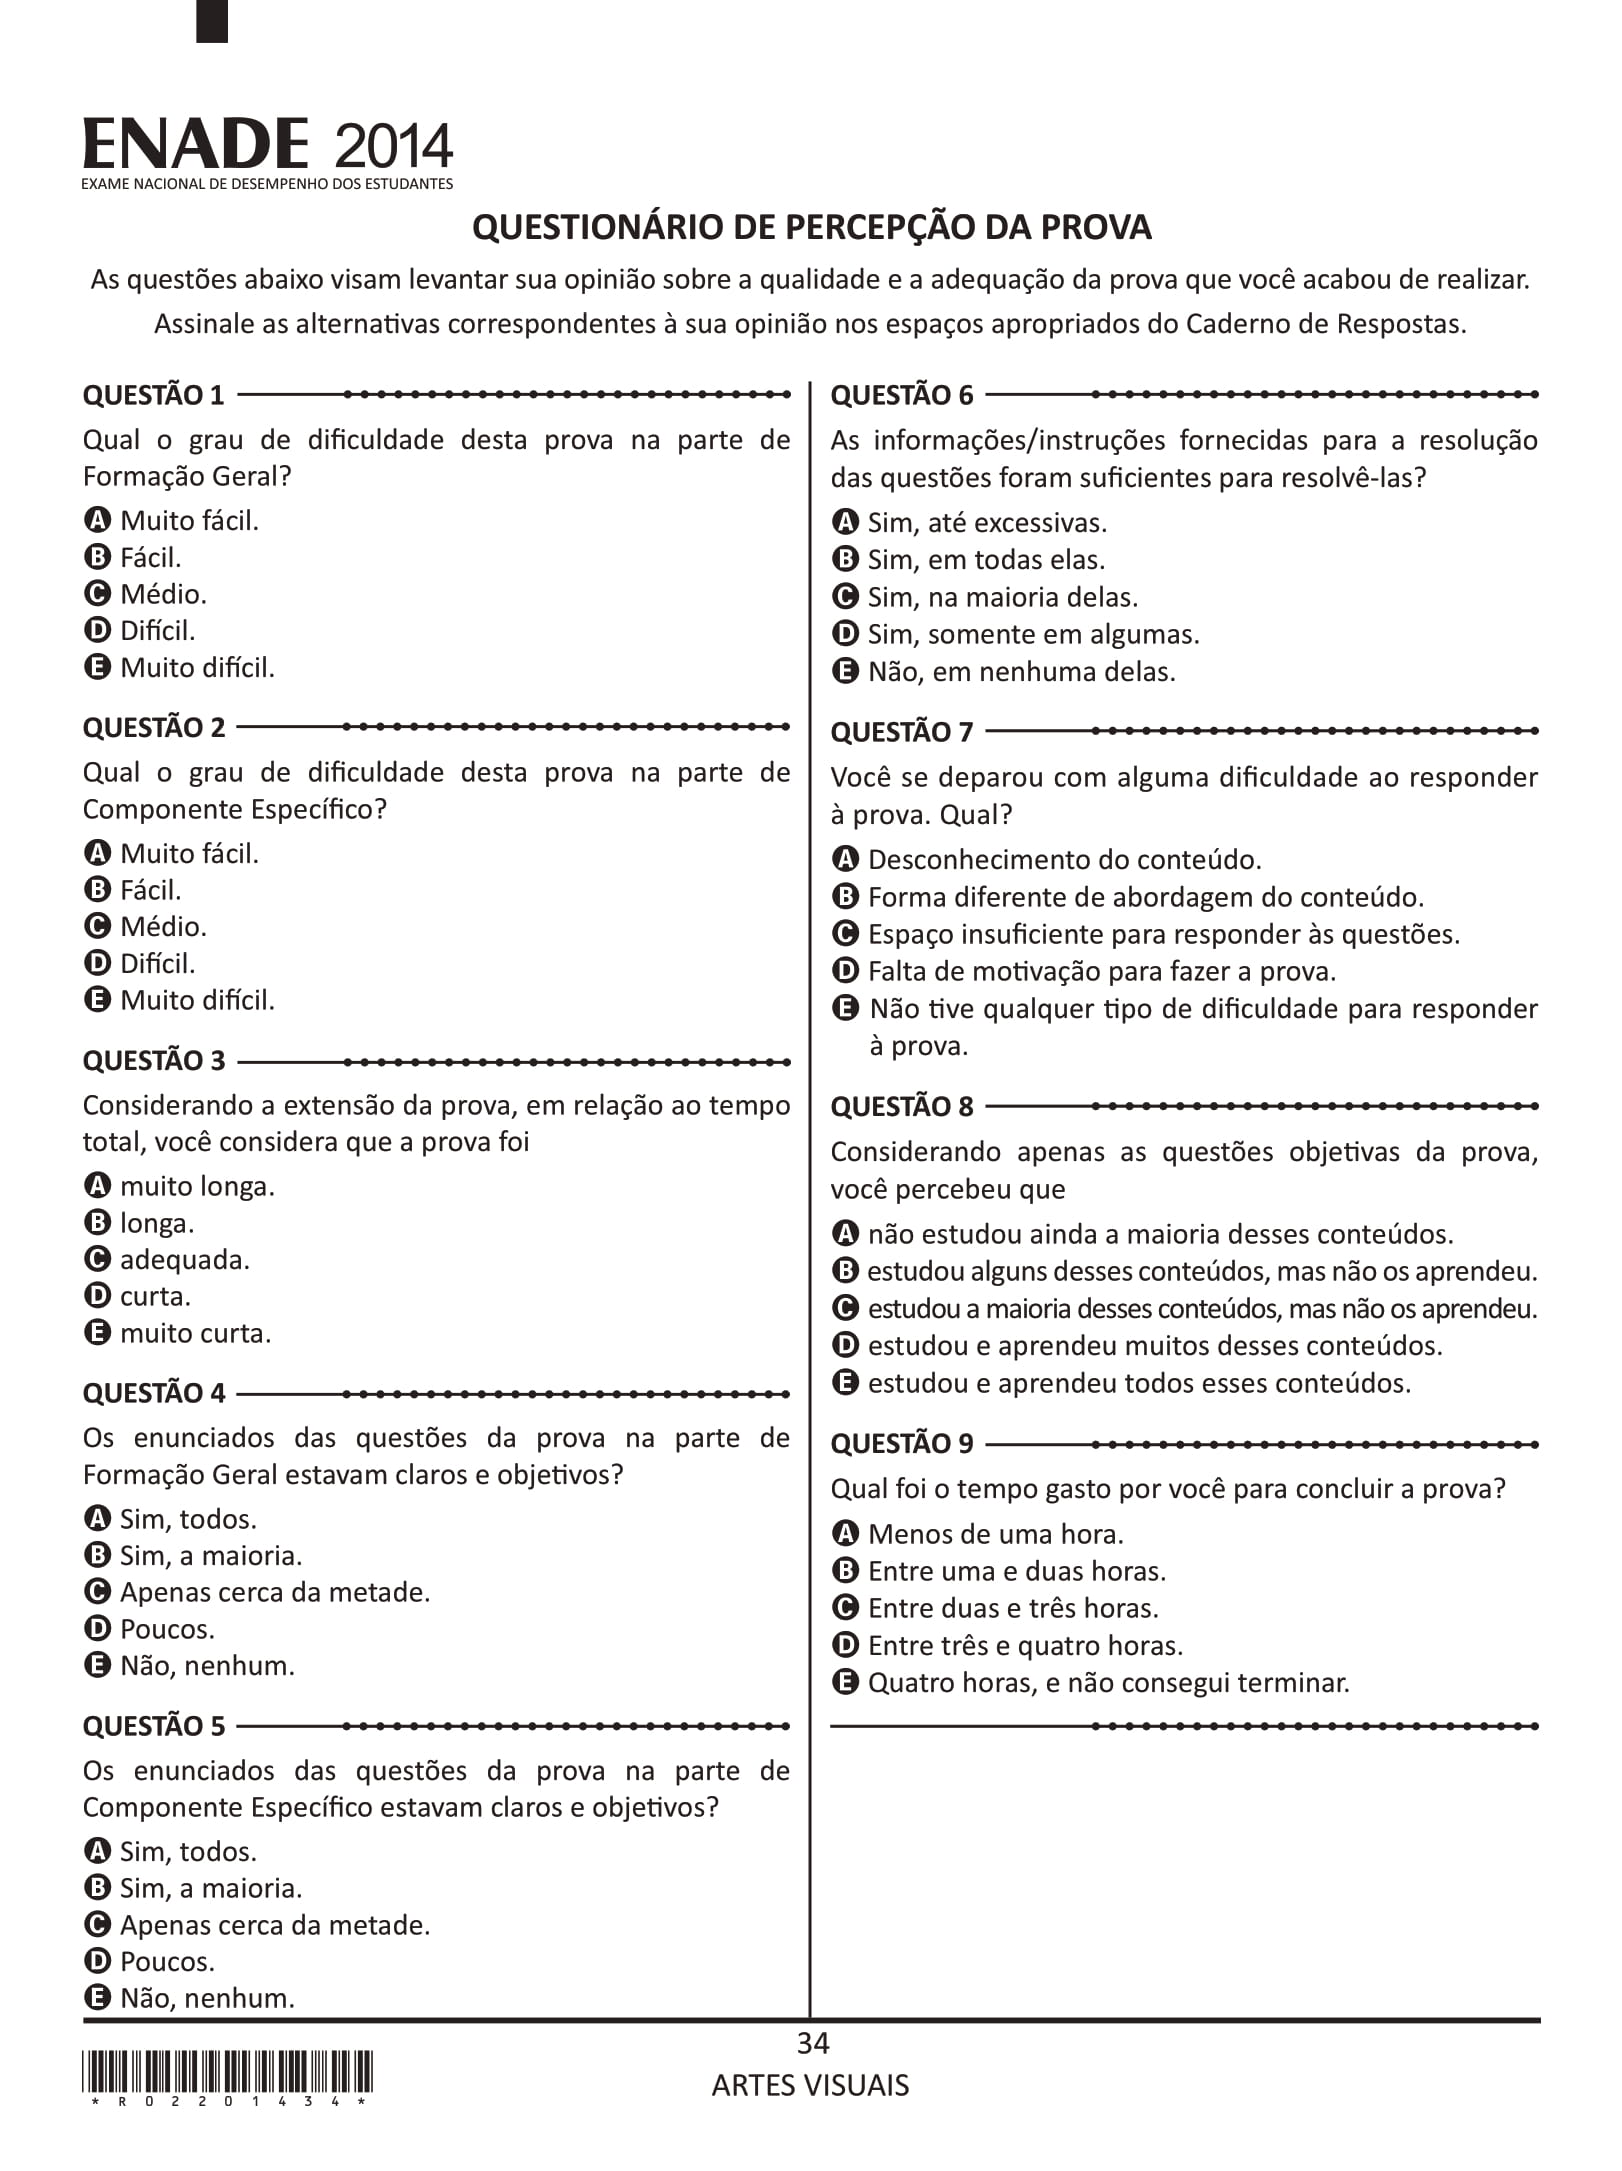 ENADE 2014
EXAME NACIONAL DE DESEMPENHO DOS ESTUDANTES
QUESTIONÁRIO DE PERCEPÇÃO DA PROVA
As questões abaixo visam levantar sua opinião sobre a qualidade e a adequação da prova que você acabou de realizar.
Assinale as alternativas correspondentes à sua opinião nos espaços apropriados do Caderno de Respostas.
QUESTÃO 1
Qual o grau de dificuldade desta prova na parte de
Formação Geral?
A Muito fácil.
B Fácil.
C Médio.
D Difícil.
E Muito difícil.
QUESTÃO 2
Qual o grau de dificuldade desta prova na parte de
Componente Específico?
A Muito fácil.
B Fácil.
C Médio.
D Difícil.
E Muito difícil.
QUESTÃO 3
Considerando a extensão da prova, em relação ao tempo
total, você considera que a prova foi
A muito longa.
B longa.
C adequada.
D curta.
E muito curta.
QUESTÃO 4
Os enunciados das questões da prova na parte de
Formação Geral estavam claros e objetivos?
A Sim, todos.
B Sim, a maioria.
C Apenas cerca da metade.
D Poucos.
E Não, nenhum.
QUESTÃO 5
Os enunciados das questões da prova na parte de
Componente Específico estavam claros e objetivos?
A Sim, todos.
B Sim, a maioria.
C Apenas cerca da metade.
D Poucos.
E Não, nenhum.
QUESTÃO 6
As informações/instruções fornecidas para a resolução
das questões foram suficientes para resolvê-las?
A Sim, até excessivas.
B Sim, em todas elas.
C Sim, na maioria delas.
D Sim, somente em algumas.
E Não, em nenhuma delas.
QUESTÃO 7
Você se deparou com alguma dificuldade ao responder
à prova. Qual?
A Desconhecimento do conteúdo.
B Forma diferente de abordagem do conteúdo.
C Espaço insuficiente para responder às questões.
D Falta de motivação para fazer a prova.
E Não tive qualquer tipo de dificuldade para responder
à prova.
QUESTÃO 8
Considerando apenas as questões objetivas da prova,
você percebeu que
A não estudou ainda a maioria desses conteúdos.
B estudou alguns desses conteúdos, mas não os aprendeu.
C estudou a maioria desses conteúdos, mas não os aprendeu.
D estudou e aprendeu muitos desses conteúdos.
E estudou e aprendeu todos esses conteúdos.
QUESTÃO 9
Qual foi o tempo gasto por você para concluir a prova?
A Menos de uma hora.
B Entre uma e duas horas.
C Entre duas e três horas.
D Entre três e quatro horas.
E Quatro horas, e não consegui terminar.
34
ARTES VISUAIS
*R02201434*